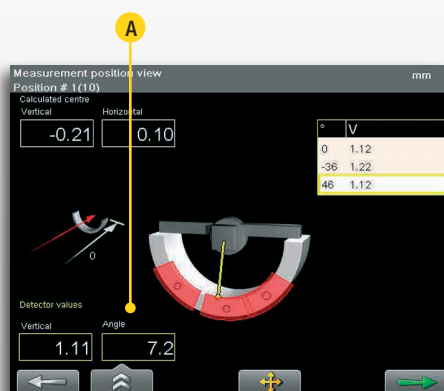 A
Measurement position view mm
Position # 1(10)
Calculated centre
Vertical Horizontal
-0.21 0.10
° V
0 1.12
-36 1.22
46 1.12
0
Detector values
Vertical Angle
1.11 7.2